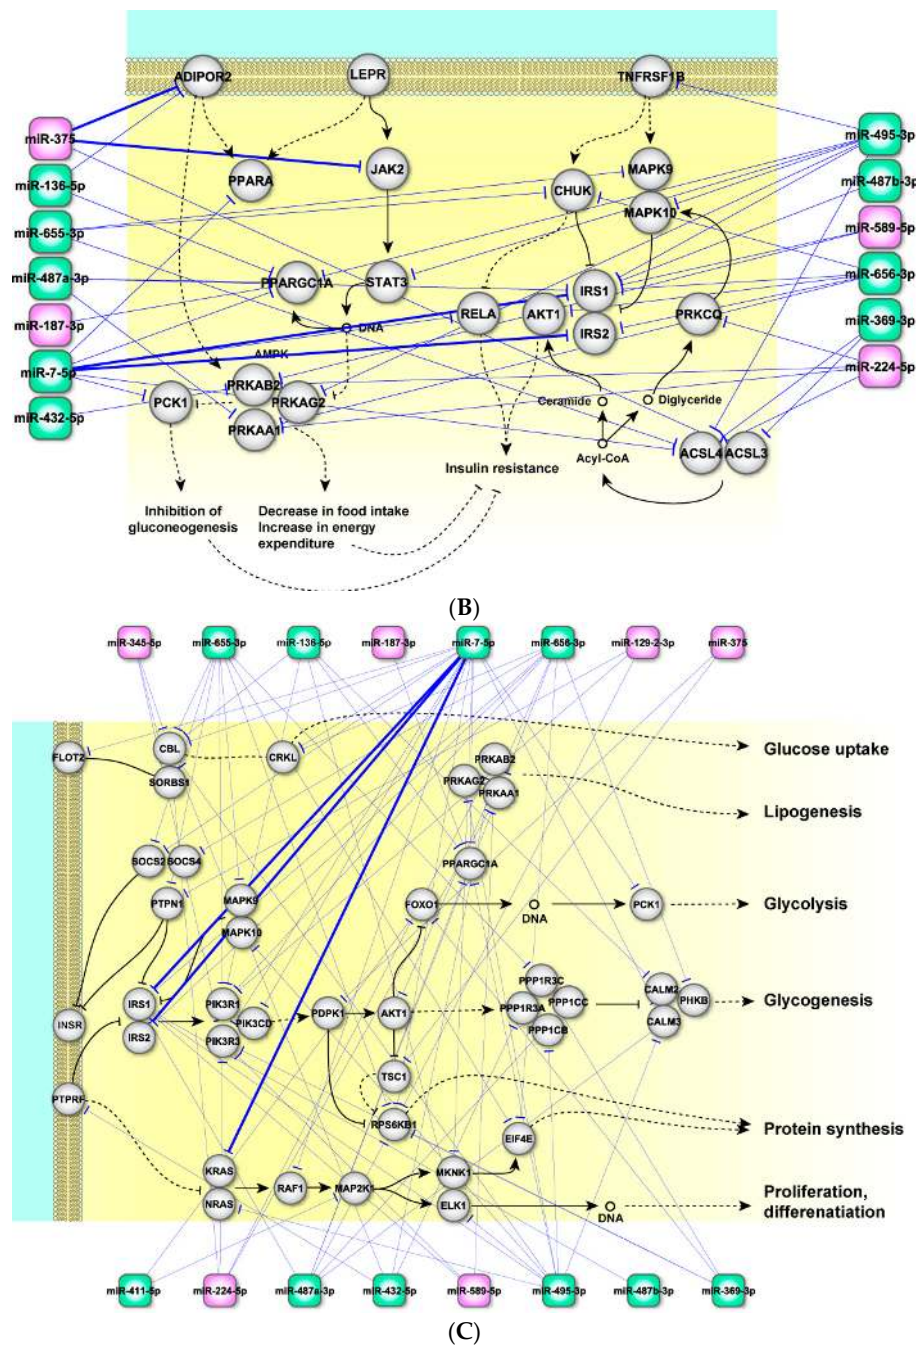 ADIPOR2
LEPR
TNFRSF1B
miR-375
miR-495-3p
JAK2
MAPK9
miR-136-5p
PPARA
CHUK
miR-487b-3p
MAPK10
miR-655-3p
miR-589-5p
miR-487a-3p
PPARGC1A
STAT3
IRS1
miR-656-3p
miR-187-3p
DNA
RELA
AKT1
PRKCQ
miR-369-3p
IRS2
AMPK
miR-7-5p
PRKAB2
miR-224-5p
PCK1
PRKAG2
Ceramide
Diglyceride
miR-432-5p
PRKAA1
Acyl-CoA
ACSL4
ACSL3
Insulin resistance
Inhibition of
gluconeogenesis
Decrease in food intake
Increase in energy
expenditure
(B)
miR-345-5p
miR-655-3p
miR-136-5p
miR-187-3p
miR-7-5p
miR-656-3p
miR-129-2-3p
miR-375
FLOT2
CBL
CRKL
Glucose uptake
SORBS1
PRKAB2
PRKAG2
PRKAA1
Lipogenesis
SOCS2
SOCS4
PPARGC1A
PTPN1
MAPK9
FOXO1
DNA
PCK1
Glycolysis
MAPK10
PPP1R3C
CALM2
IRS1
PIK3R1
PPP1R3A
PPP1CC
PHKB
Glycogenesis
INSR
PIK3CD
PDPK1
AKT1
PPP1CB
CALM3
IRS2
PIK3R3
TSC1
PTPRF
RPS6KB1
EIF4E
Protein synthesis
KRAS
RAF1
MAP2K1
MKNK1
NRAS
ELK1
DNA
Proliferation,
differenatiation
miR-411-5p
miR-224-5p
miR-487a-3p
miR-432-5p
miR-589-5p
miR-495-3p
miR-487b-3p
miR-369-3p
(C)